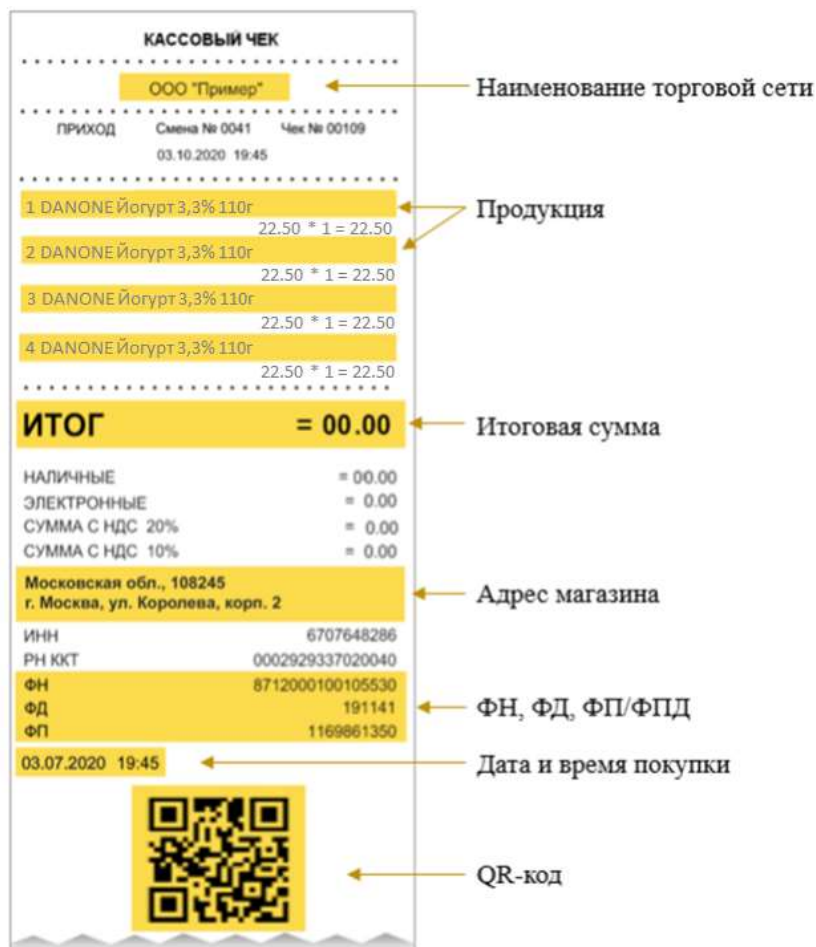 КАССОВЫЙ ЧЕК
ООО "Пример"
Наименование торговой сети
ПРИХОД Смена № 0041 Чек № 00109
03.10.2020 19:45
1 DANONE Йогурт 3,3% 110г
Продукция
22.50 * 1 = 22.50
2 DANONE Йогурт 3,3% 110г
22.50 * 1 = 22.50
3 DANONE Йогурт 3,3% 110г
22.50 * 1 = 22.50
4 DANONE Йогурт 3,3% 110г
22.50 * 1 = 22.50
ИТОГ = 00.00
Итоговая сумма
НАЛИЧНЫЕ = 00.00
ЭЛЕКТРОННЫЕ = 0.00
СУММА С НДС 20% = 0.00
СУММА С НДС 10% = 0.00
Московская обл., 108245
г. Москва, ул. Королева, корп. 2
Адрес магазина
ИНН 6707648286
РН ККТ 0002929337020040
ФН 8712000100105530
ФД 191141
ФП 1169861350
ФН, ФД, ФП/ФПД
03.07.2020 19:45
Дата и время покупки
QR-код